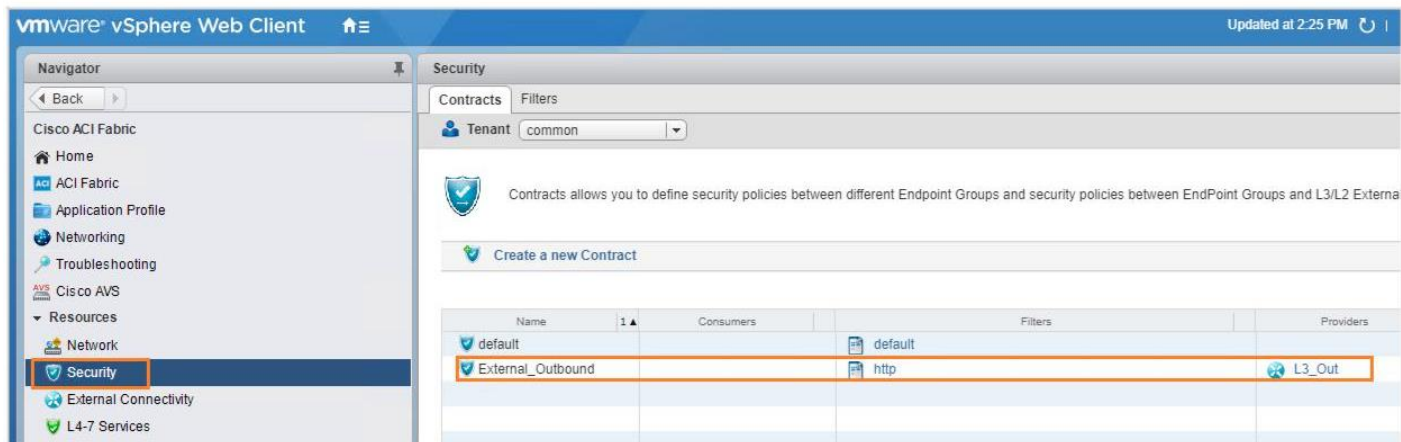 vmware® vSphere Web Client
Updated at 2:25 PM
Navigator
Back
Cisco ACI Fabric
Home
ACI ACI Fabric
Application Profile
Networking
Troubleshooting
AVS Cisco AVS
Resources
Network
Security
External Connectivity
L4-7 Services
Security
Contracts Filters
Tenant common
Contracts allows you to define security policies between different Endpoint Groups and security policies between EndPoint Groups and L3/L2 Externa
Create a new Contract
Name 1 ▲ Consumers Filters Providers
default default
External_Outbound http L3_Out